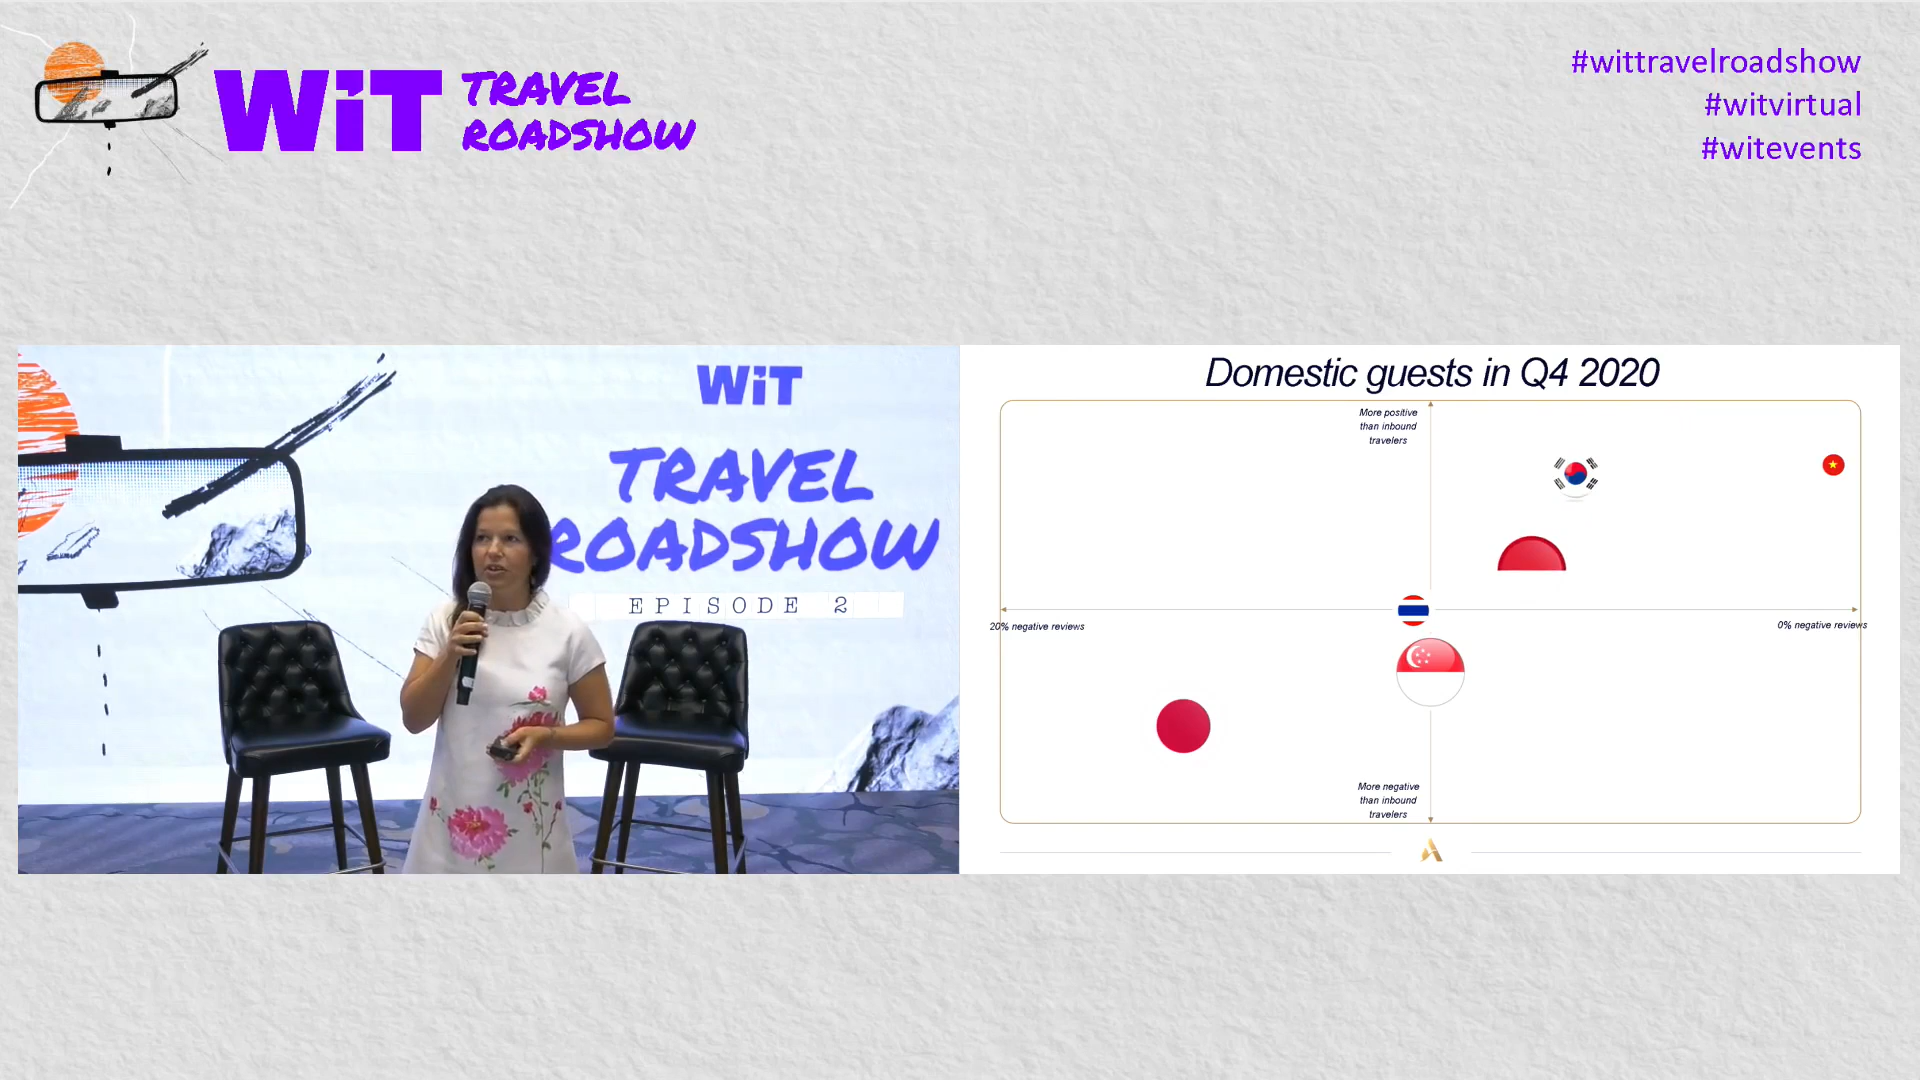 WiT TRAVEL
ROADSHOW
#wittravelroadshow
#witvirtual
#witevents
WiT
TRAVEL
ROADSHOW
EPISODE 2
Domestic guests in Q4 2020
More positive
than inbound
travelers
20% negative reviews
0% negative reviews
More negative
than inbound
travelers